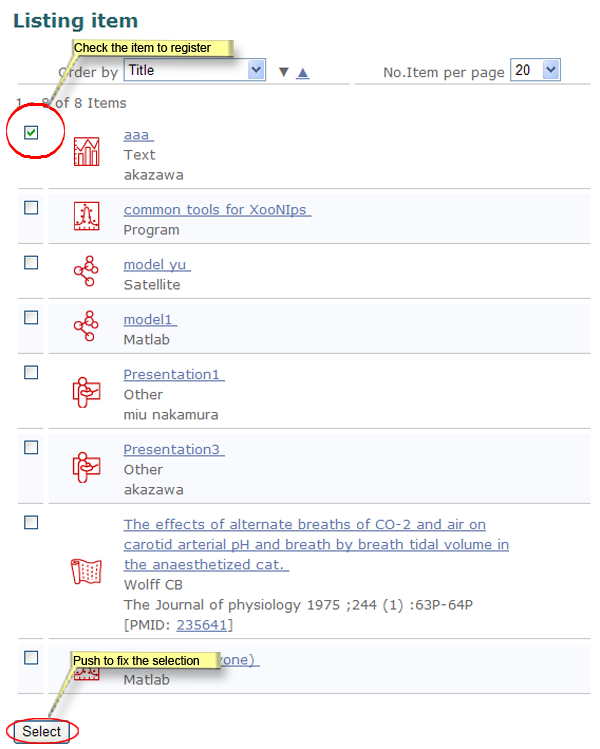 Listing item
Check the item to register
Order by Title ▼ ▲ No.Item per page 20
1 - 8 of 8 Items
aaa
Text
akazawa
common tools for XooNIps
Program
model yu
Satellite
model1
Matlab
Presentation1
Other
miu nakamura
Presentation3
Other
akazawa
The effects of alternate breaths of CO-2 and air on
carotid arterial pH and breath by breath tidal volume in
the anaesthetized cat.
Wolff CB
The Journal of physiology 1975 ;244 (1) :63P-64P
[PMID: 235641]
Push to fix the selection
Matlab
Select